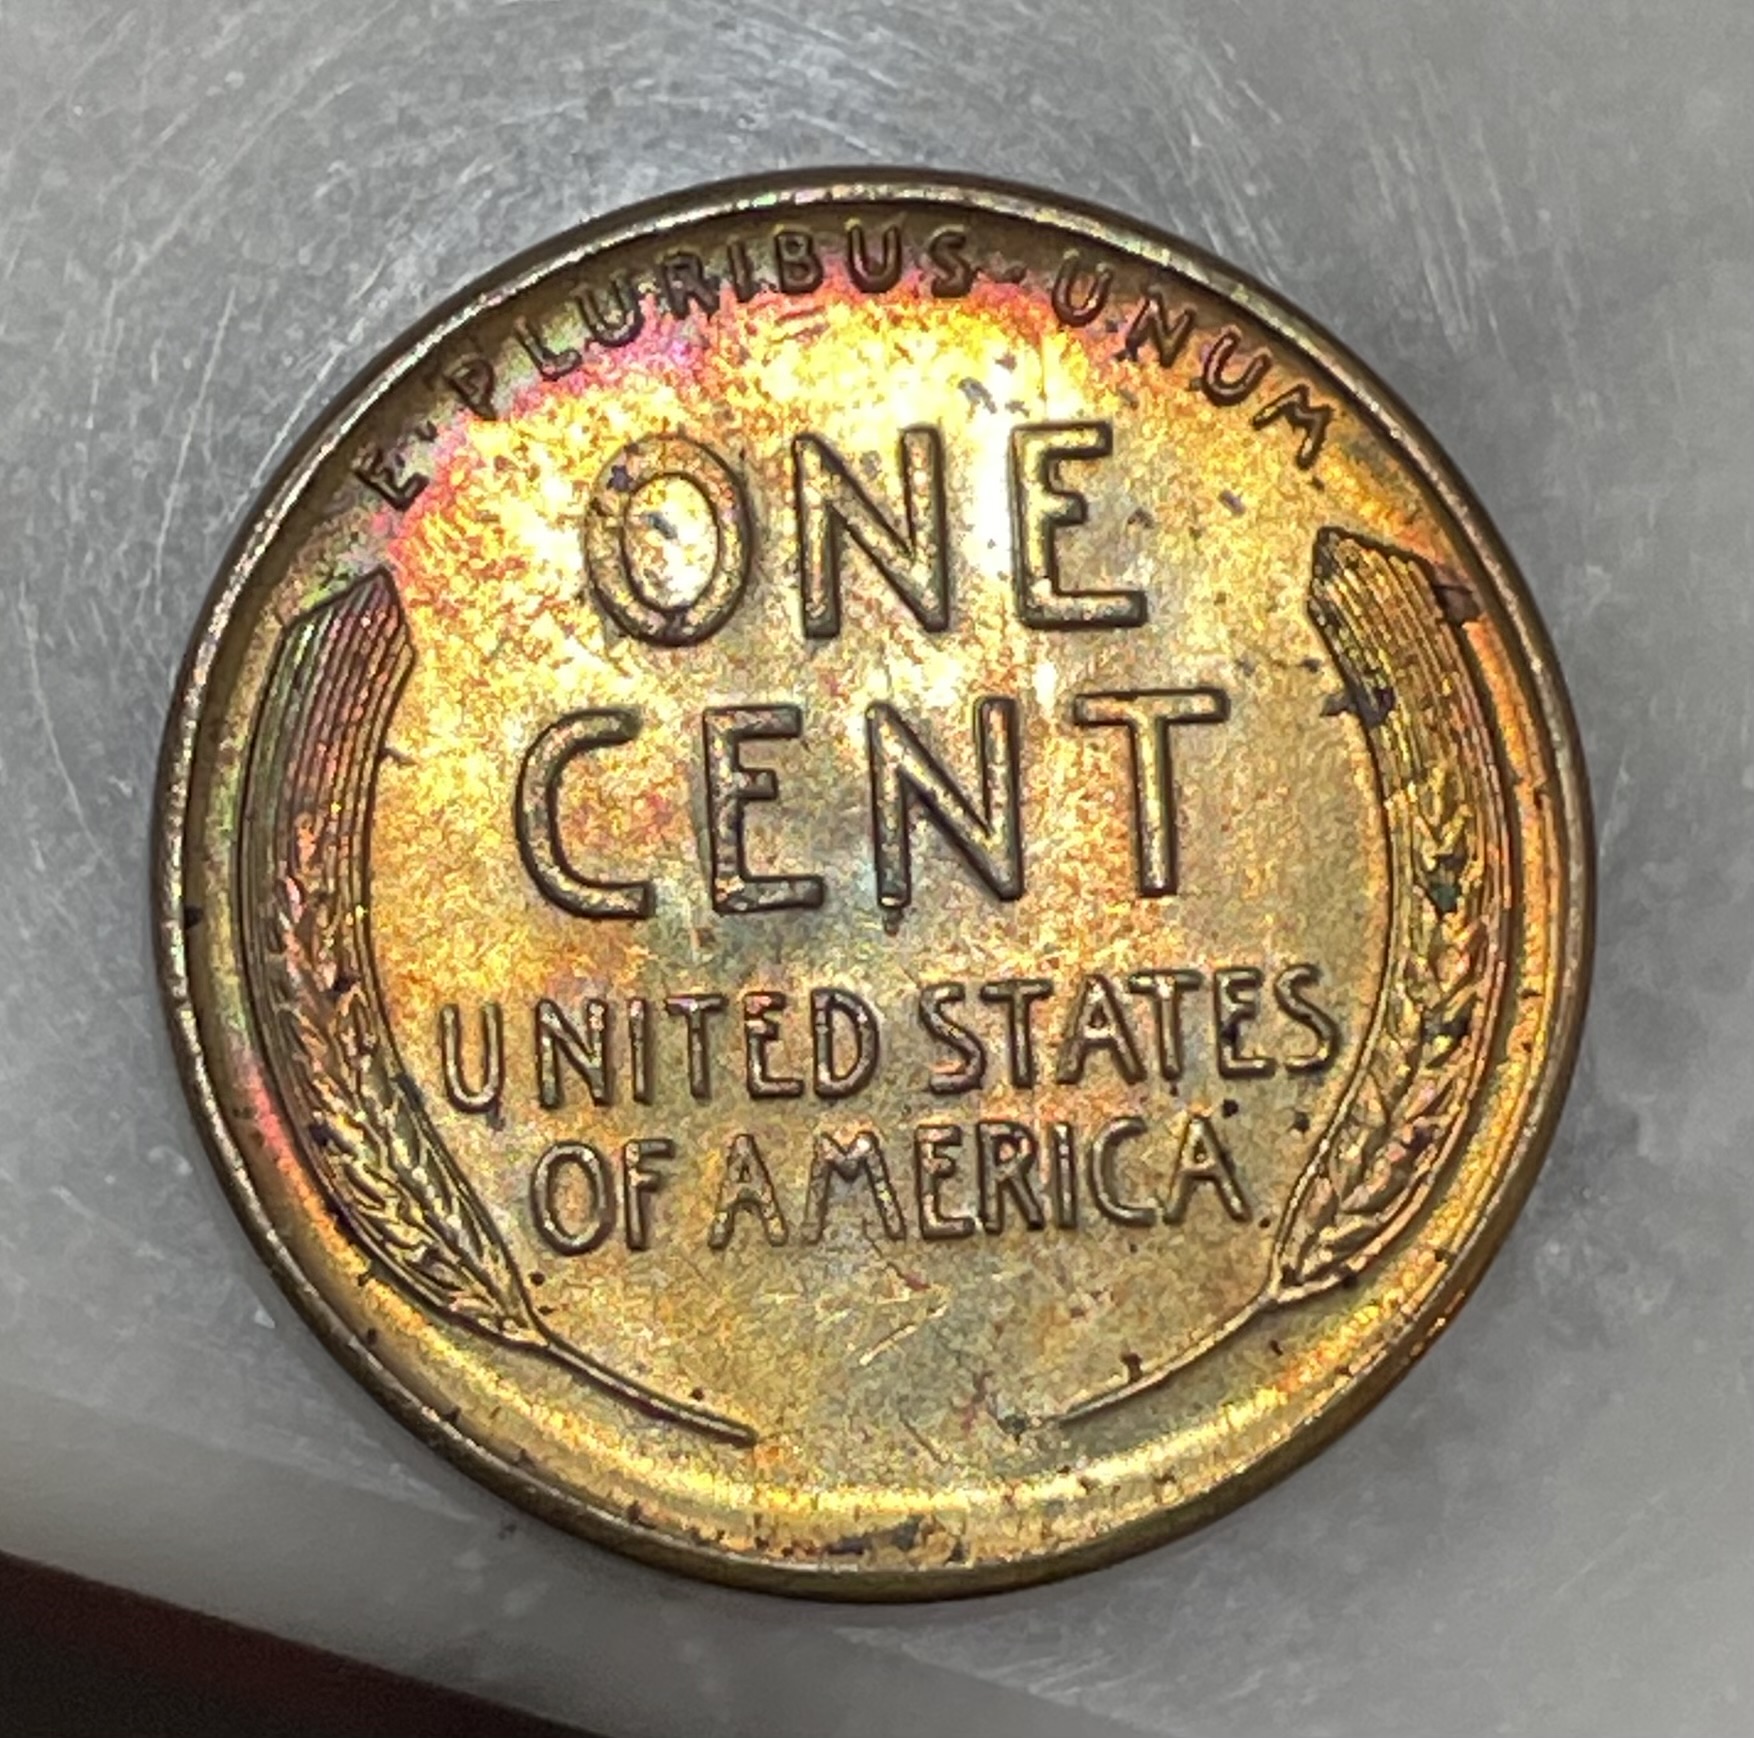 E·PLURIBUS·UNUM
ONE
CENT
UNITED STATES
OF AMERICA